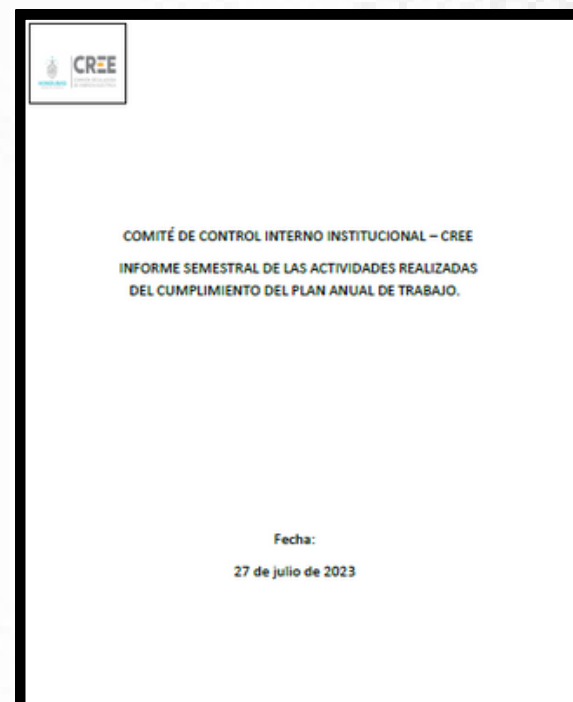 CREE
COMITÉ DE CONTROL INTERNO INSTITUCIONAL – CREE
INFORME SEMESTRAL DE LAS ACTIVIDADES REALIZADAS
DEL CUMPLIMIENTO DEL PLAN ANUAL DE TRABAJO.
Fecha:
27 de julio de 2023